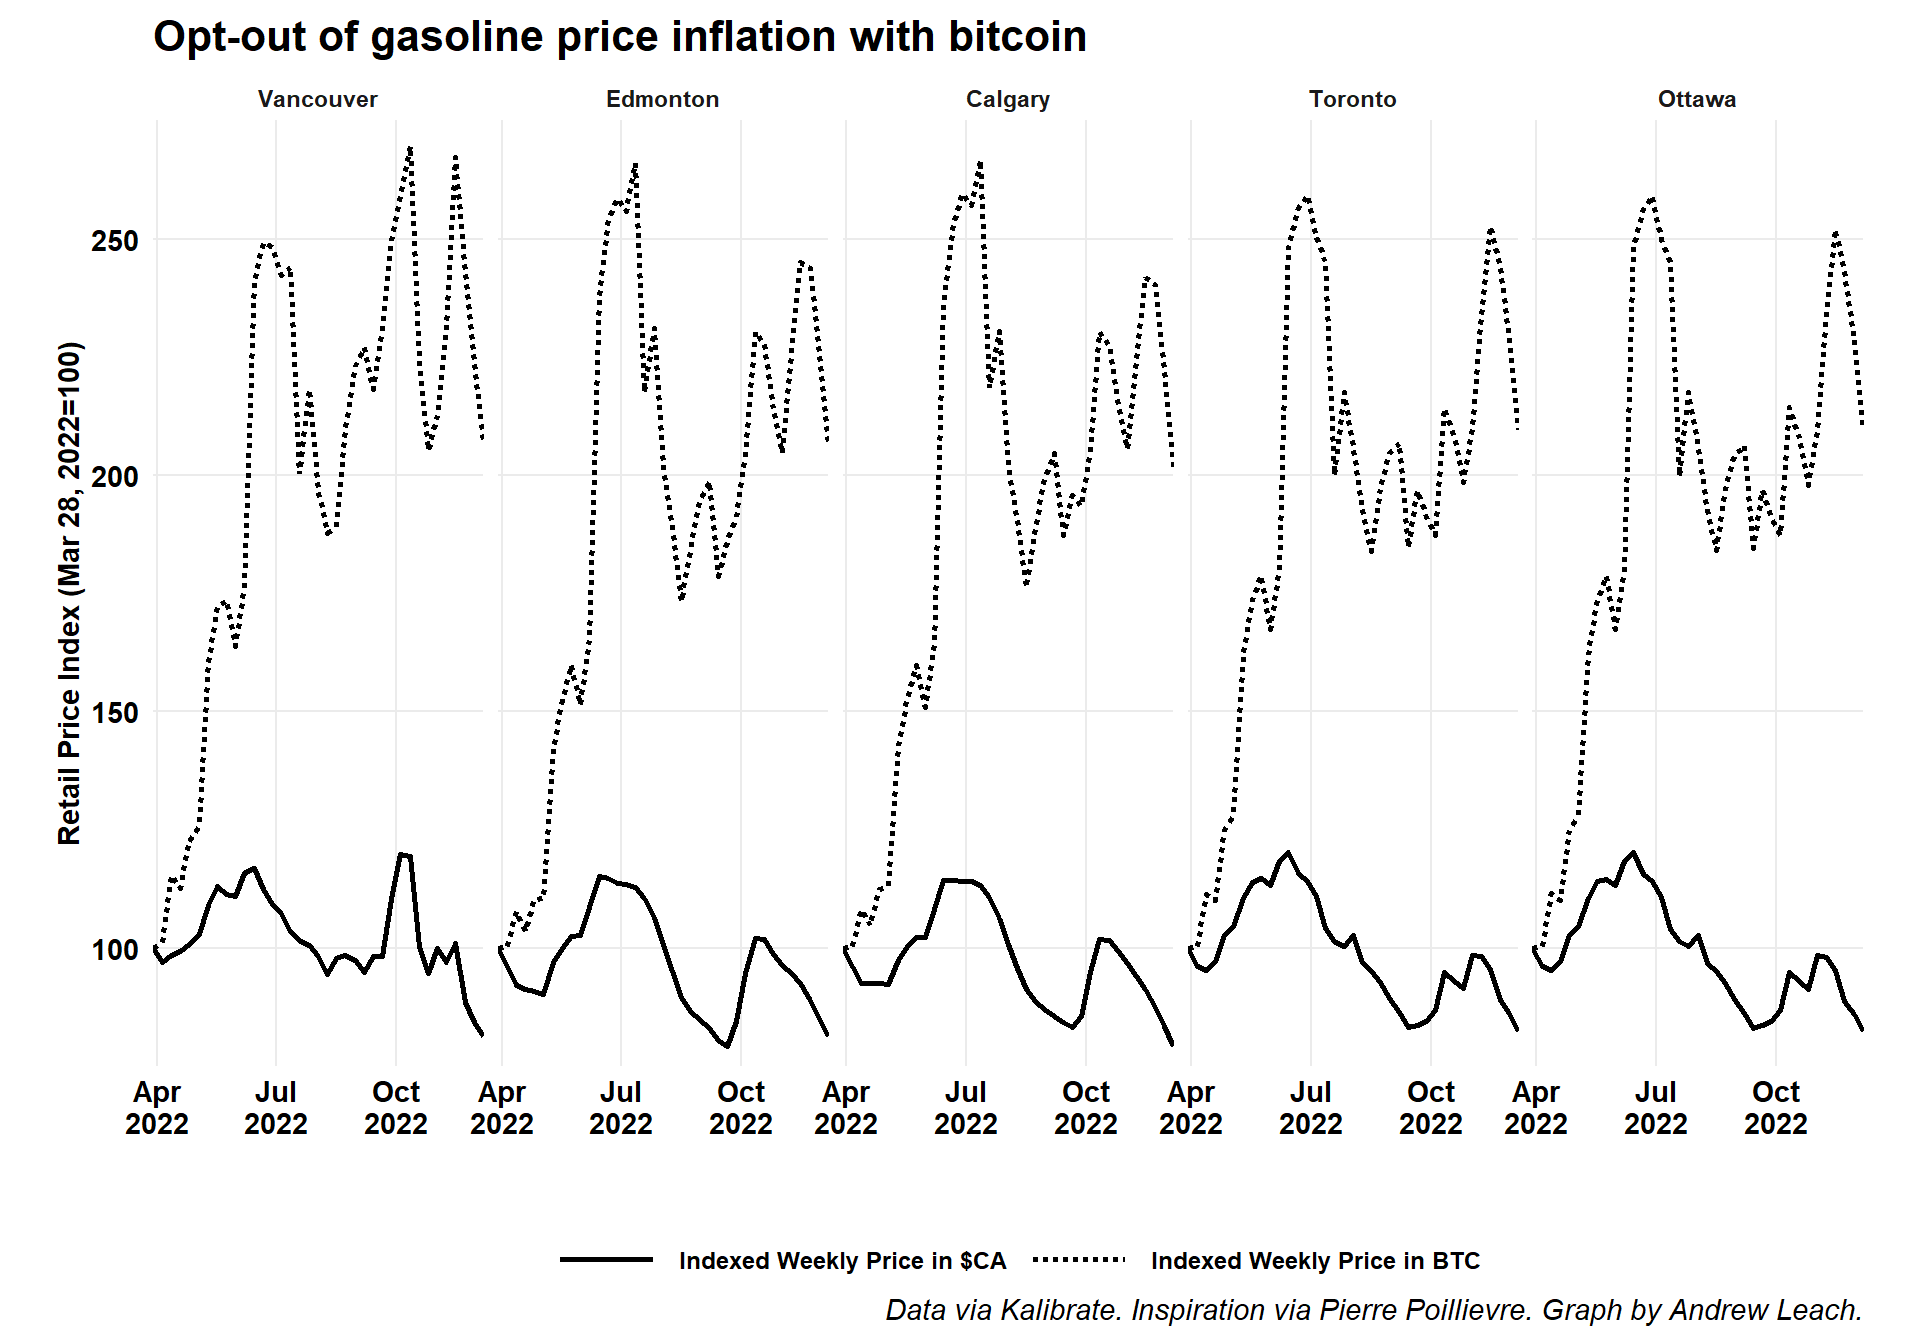 Opt-out of gasoline price inflation with bitcoin
Vancouver Edmonton Calgary Toronto Ottawa
Retail Price Index (Mar 28, 2022=100)
250
200
150
100
Apr Jul Oct Apr Jul Oct Apr Jul Oct Apr Jul Oct Apr Jul Oct
2022 2022 2022 2022 2022 2022 2022 2022 2022 2022 2022 2022 2022 2022 2022
Indexed Weekly Price in $CA Indexed Weekly Price in BTC
Data via Kalibrate. Inspiration via Pierre Poillievre. Graph by Andrew Leach.